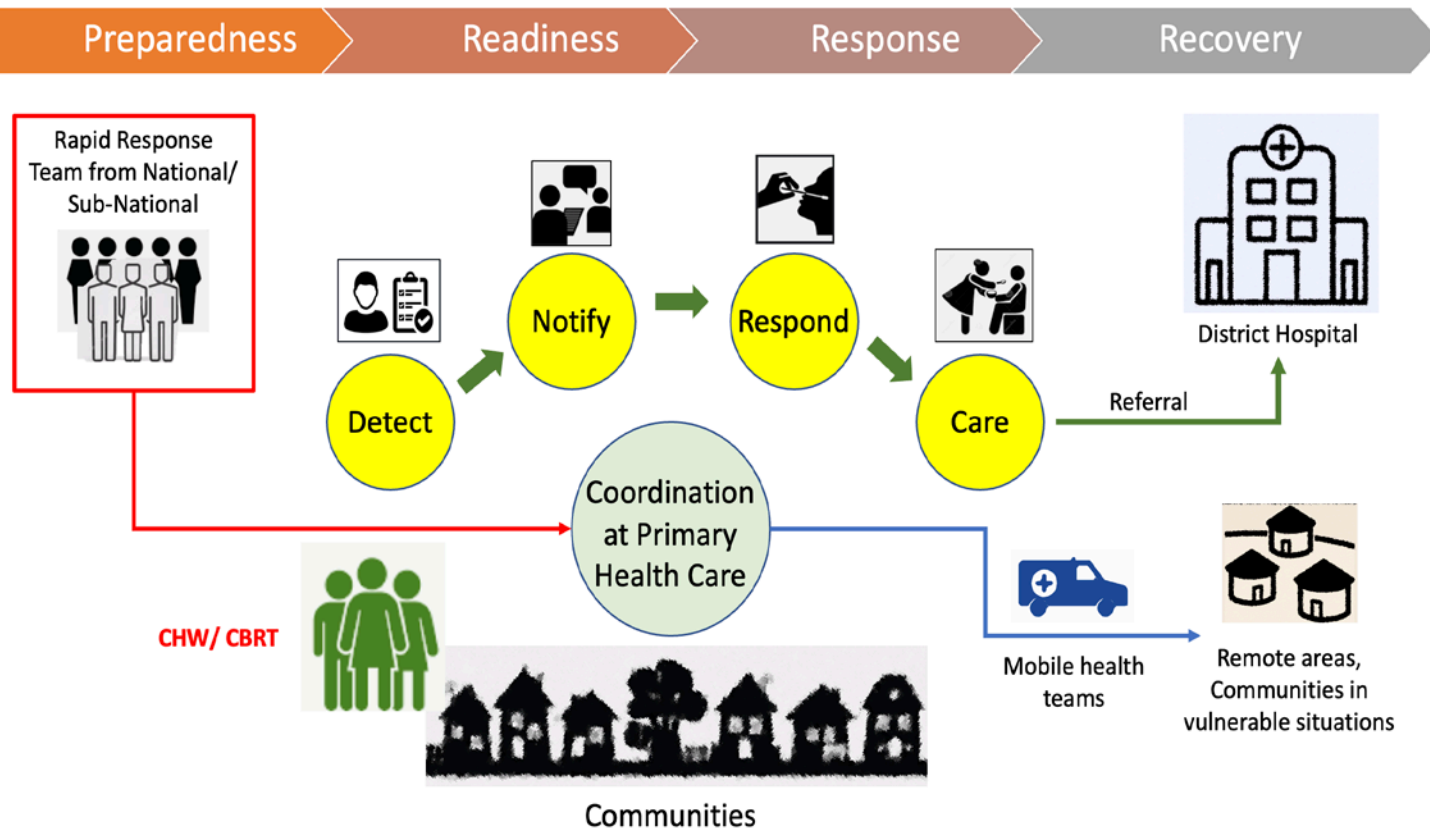 Preparedness
Readiness
Response
Recovery
Rapid Response
Team from National/
Sub-National
Detect
Notify
Respond
Care
Referral
District Hospital
Coordination
at Primary
Health Care
CHW/ CBRT
Communities
Mobile health
teams
Remote areas,
Communities in
vulnerable situations